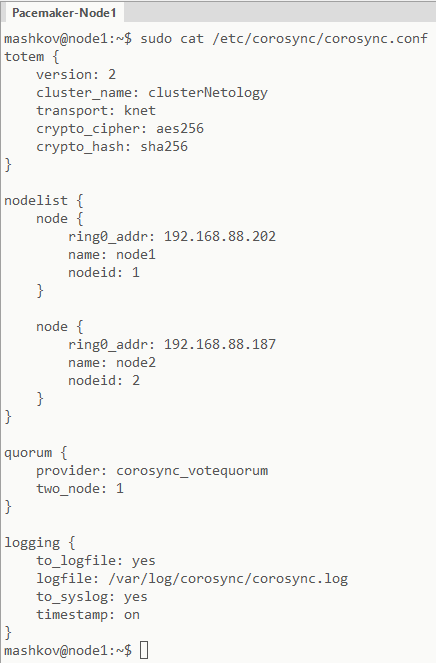 Pacemaker-Node1
mashkov@node1:~$ sudo cat /etc/corosync/corosync.conf
totem {
    version: 2
    cluster_name: clusterNetology
    transport: knet
    crypto_cipher: aes256
    crypto_hash: sha256
}

nodelist {
    node {
        ring0_addr: 192.168.88.202
        name: node1
        nodeid: 1
    }

    node {
        ring0_addr: 192.168.88.187
        name: node2
        nodeid: 2
    }
}

quorum {
    provider: corosync_votequorum
    two_node: 1
}

logging {
    to_logfile: yes
    logfile: /var/log/corosync/corosync.log
    to_syslog: yes
    timestamp: on
}
mashkov@node1:~$